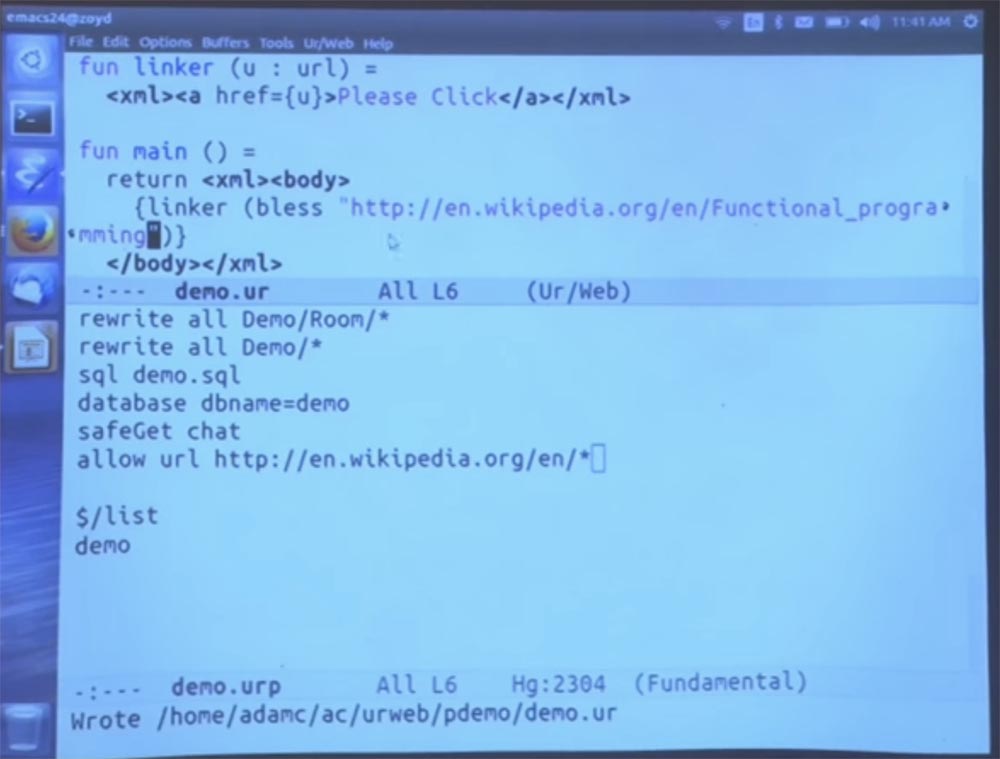 emacs24@zoyd
En 11:41 AM
File Edit Options Buffers Tools Ur/Web Help
fun linker (u : url) =
<xml><a href={u}>Please Click</a></xml>
fun main () =
return <xml><body>
{linker (bless "http://en.wikipedia.org/en/Functional_progra
mming")}
</body></xml>
-:--- demo.ur All L6 (Ur/Web)
rewrite all Demo/Room/*
rewrite all Demo/*
sql demo.sql
database dbname=demo
safeGet chat
allow url http://en.wikipedia.org/en/*
$/list
demo
-:--- demo.urp All L6 Hg:2304 (Fundamental)
Wrote /home/adamc/ac/urweb/pdemo/demo.ur